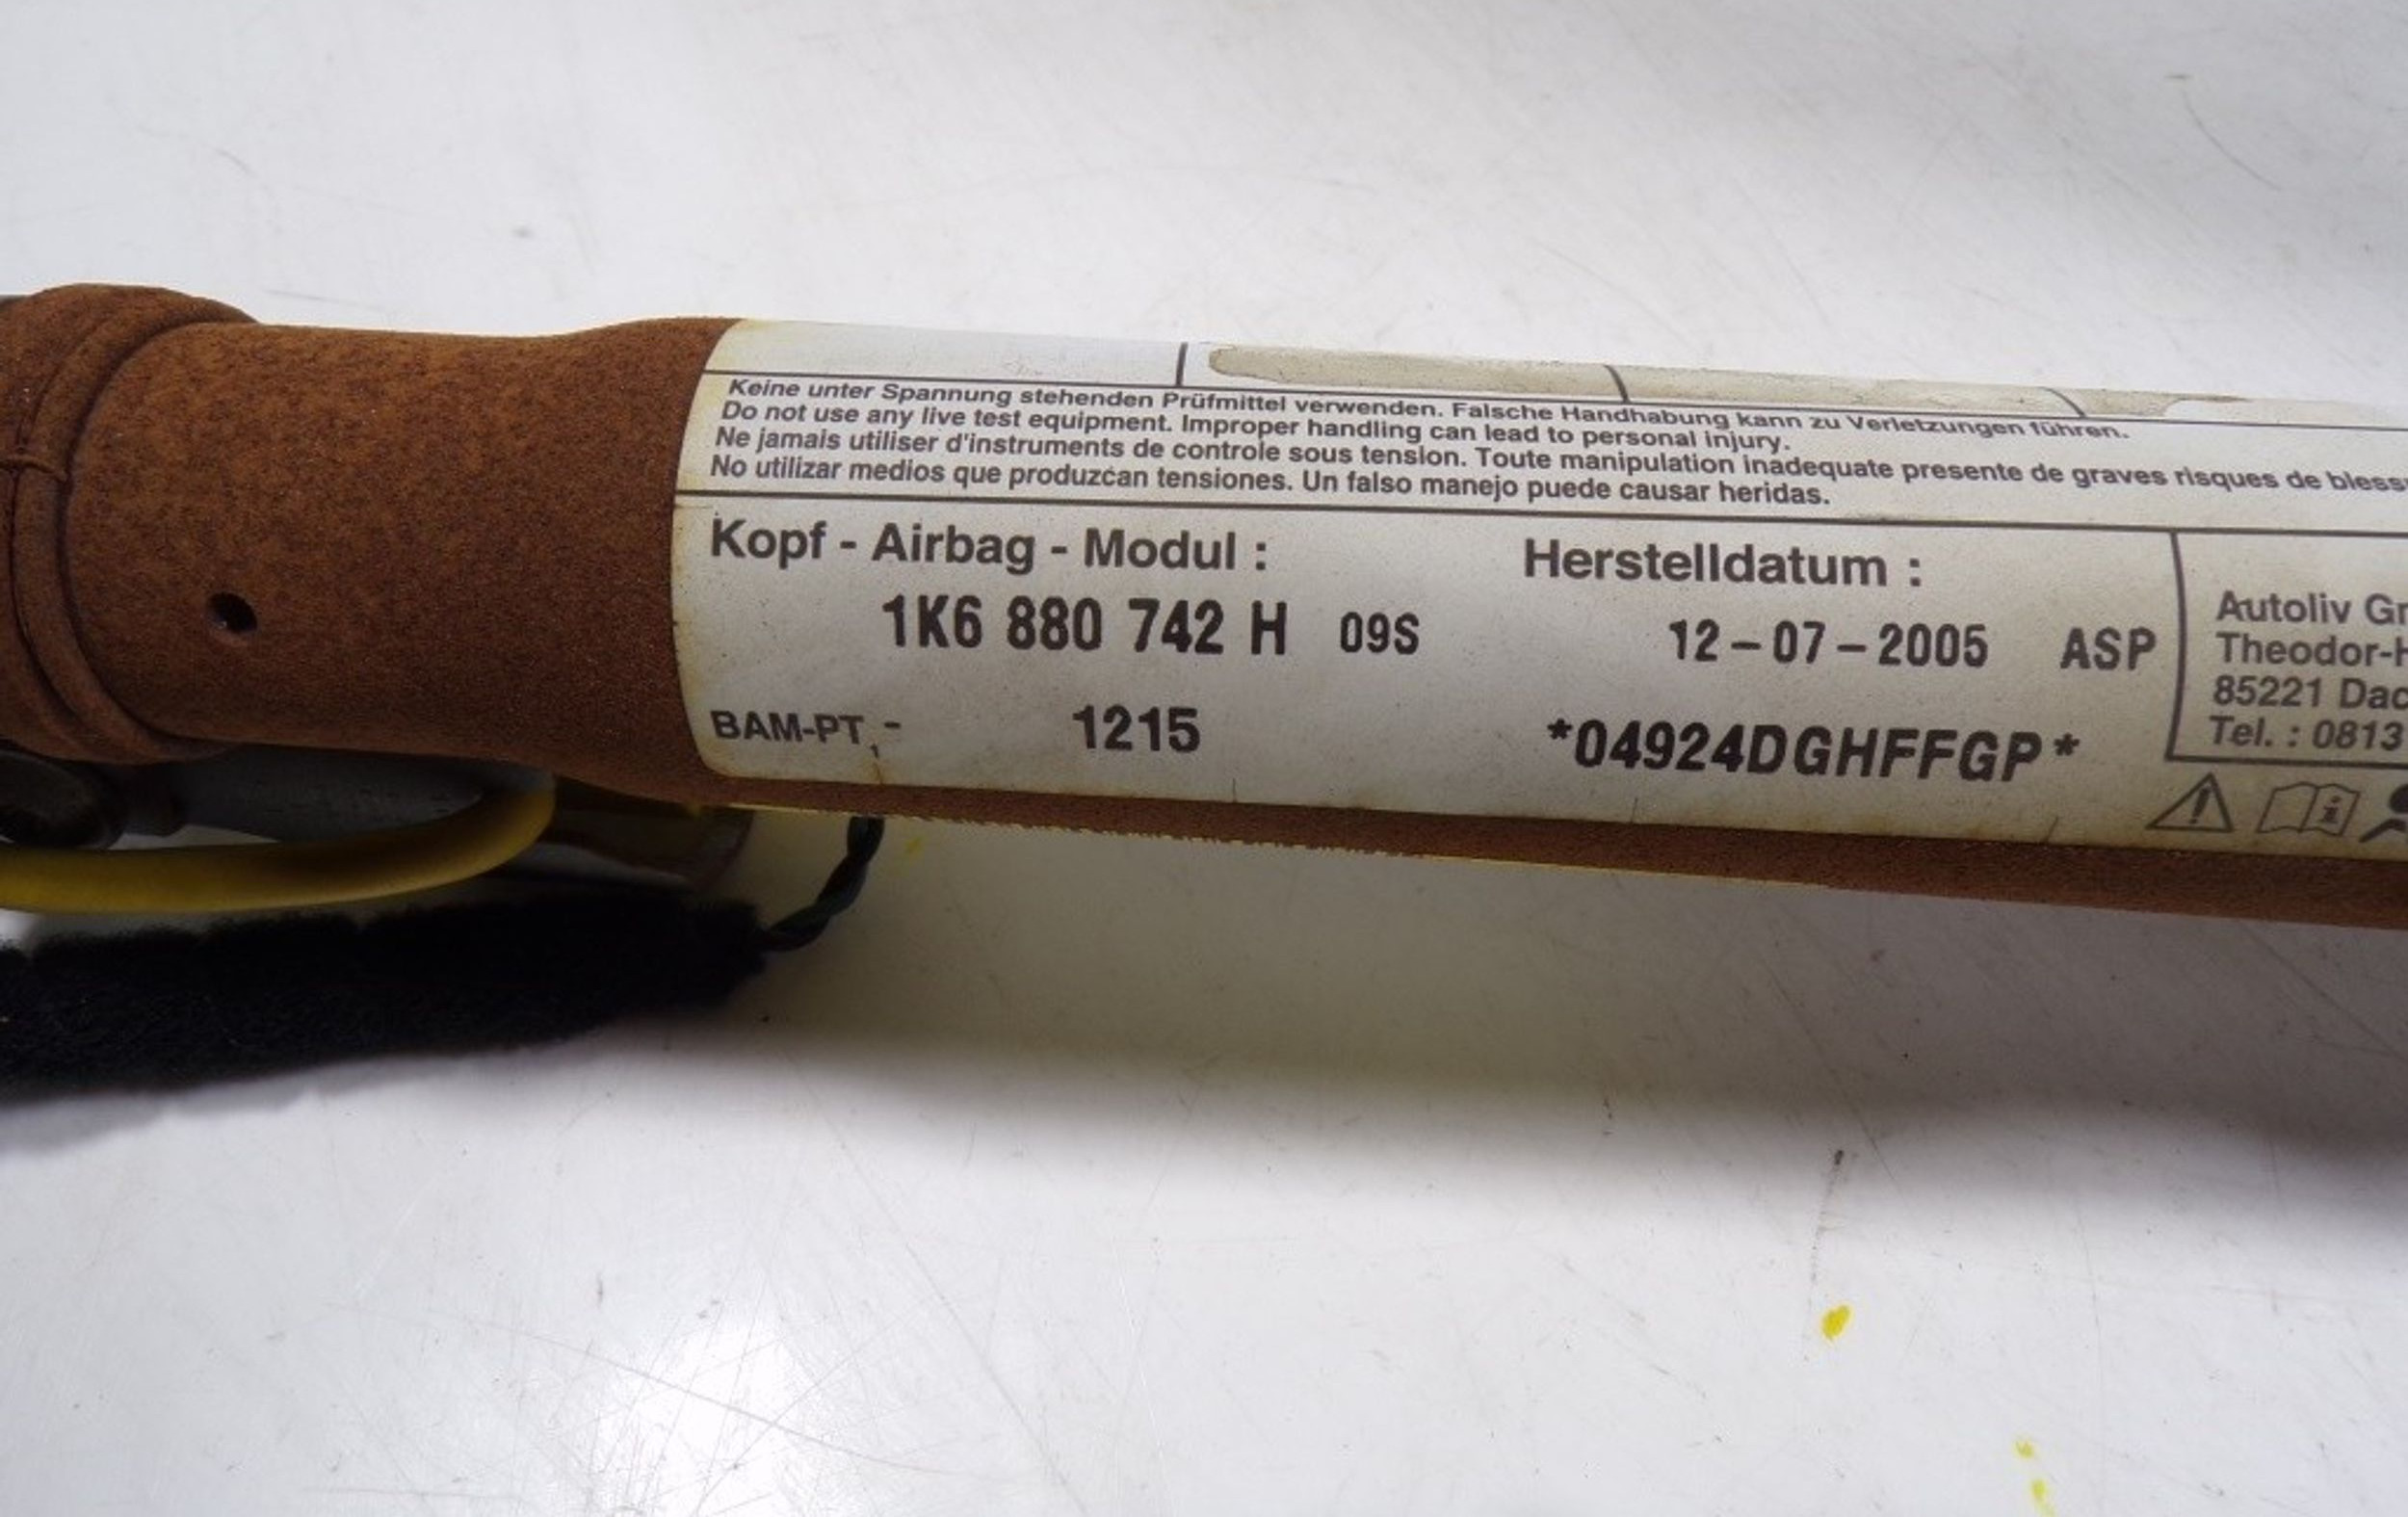 Keine unter Spannung stehenden Prüfmittel verwenden. Falsche Handhabung kann zu Verletzungen führen.
Do not use any live test equipment. Improper handling can lead to personal injury.
Ne jamais utiliser d'instruments de controle sous tension. Toute manipulation inadequate presente de graves risques de
No utilizar medios que produzcan tensiones. Un falso manejo puede causar heridas.
Kopf - Airbag - Modul :
1K6 880 742 H 09S
BAM-PT,- 1215
Herstelldatum :
12-07-2005 ASP
*04924DGHFFGP*
Autoliv
85221
Tel. : 0813